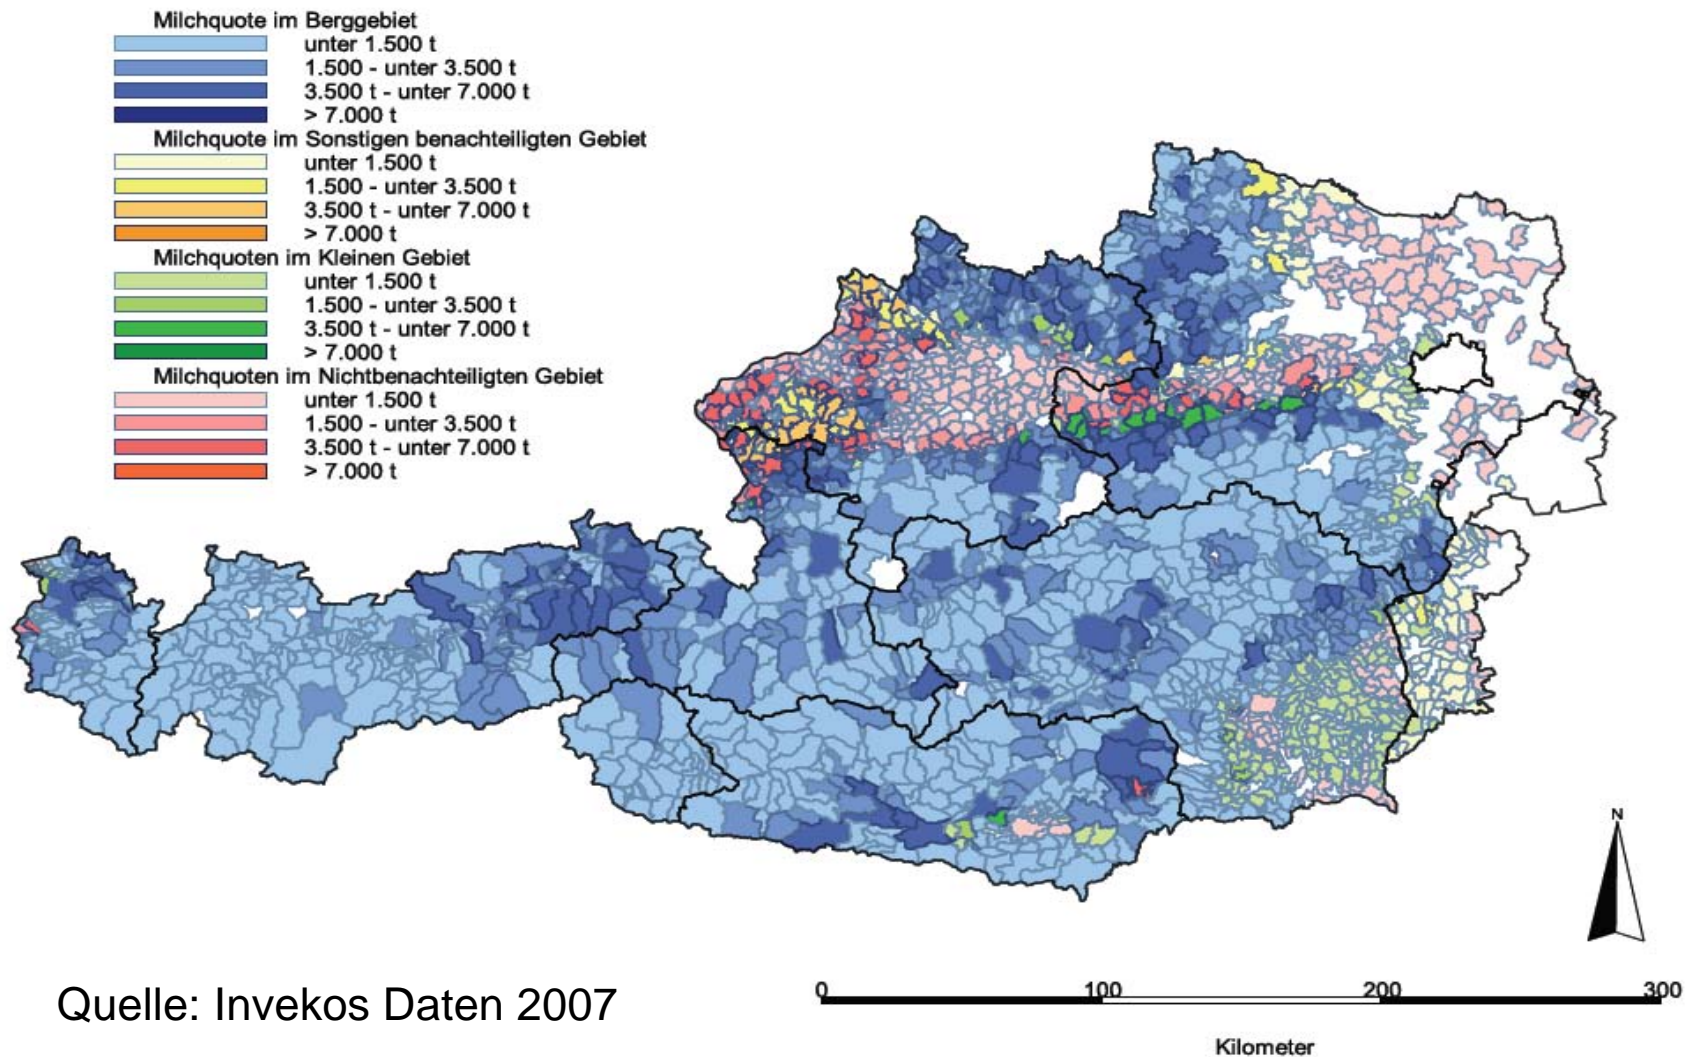 Milchquote im Berggebiet
unter 1.500 t
1.500 - unter 3.500 t
3.500 t - unter 7.000 t
> 7.000 t
Milchquote im Sonstigen benachteiligten Gebiet
unter 1.500 t
1.500 - unter 3.500 t
3.500 t - unter 7.000 t
> 7.000 t
Milchquoten im Kleinen Gebiet
unter 1.500 t
1.500 - unter 3.500 t
3.500 t - unter 7.000 t
> 7.000 t
Milchquoten im Nichtbenachteiligten Gebiet
unter 1.500 t
1.500 - unter 3.500 t
3.500 t - unter 7.000 t
> 7.000 t
N
Quelle: Invekos Daten 2007
0 100 200 300
Kilometer